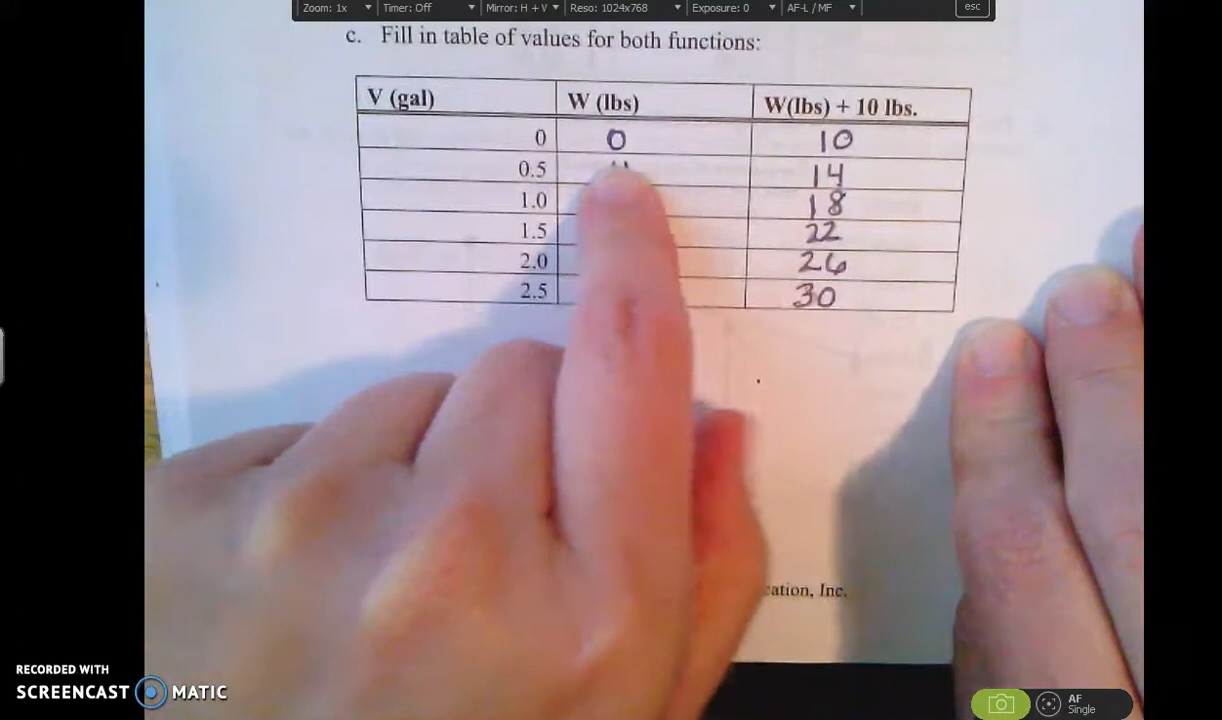 Zoom: 1x Timer: Off Mirror: H + V Reso: 1024x768 Exposure: 0 AF-L / MF esc
c. Fill in table of values for both functions:
V (gal) W (lbs) W(lbs) + 10 lbs.
0 0 10
0.5 14
1.0 18
1.5 22
2.0 26
2.5 30
Inc.
RECORDED WITH
SCREENCAST MATIC
AF
Single